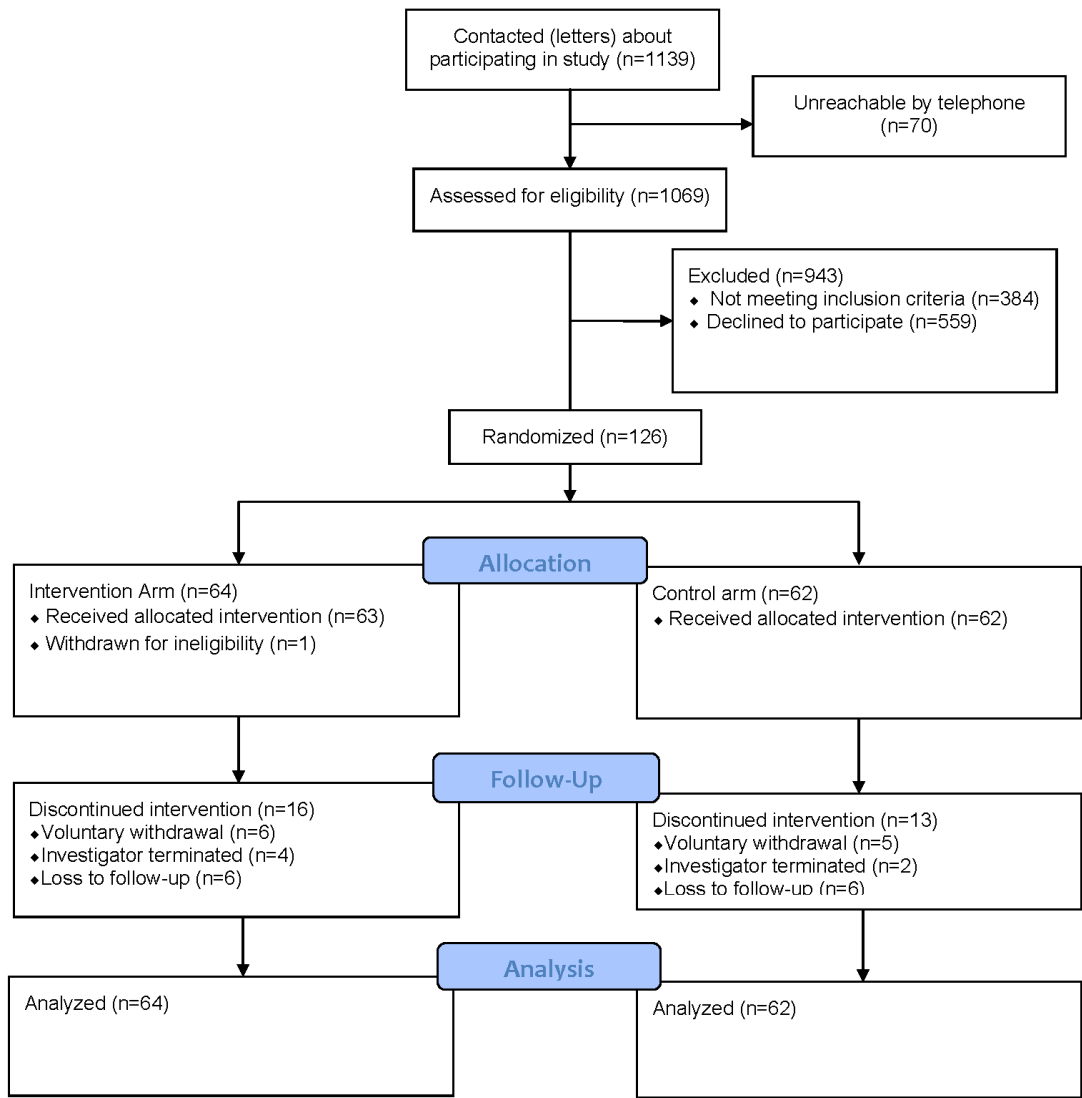 Contacted (letters) about
participating in study (n=1139)
Unreachable by telephone
(n=70)
Assessed for eligibility (n=1069)
Excluded (n=943)
◆ Not meeting inclusion criteria (n=384)
◆ Declined to participate (n=559)
Randomized (n=126)
Allocation
Intervention Arm (n=64)
◆ Received allocated intervention (n=63)
◆ Withdrawn for ineligibility (n=1)
Control arm (n=62)
◆ Received allocated intervention (n=62)
Follow-Up
Discontinued intervention (n=16)
◆Voluntary withdrawal (n=6)
◆Investigator terminated (n=4)
◆Loss to follow-up (n=6)
Discontinued intervention (n=13)
◆Voluntary withdrawal (n=5)
◆Investigator terminated (n=2)
◆Loss to follow-up (n=6)
Analysis
Analyzed (n=64)
Analyzed (n=62)